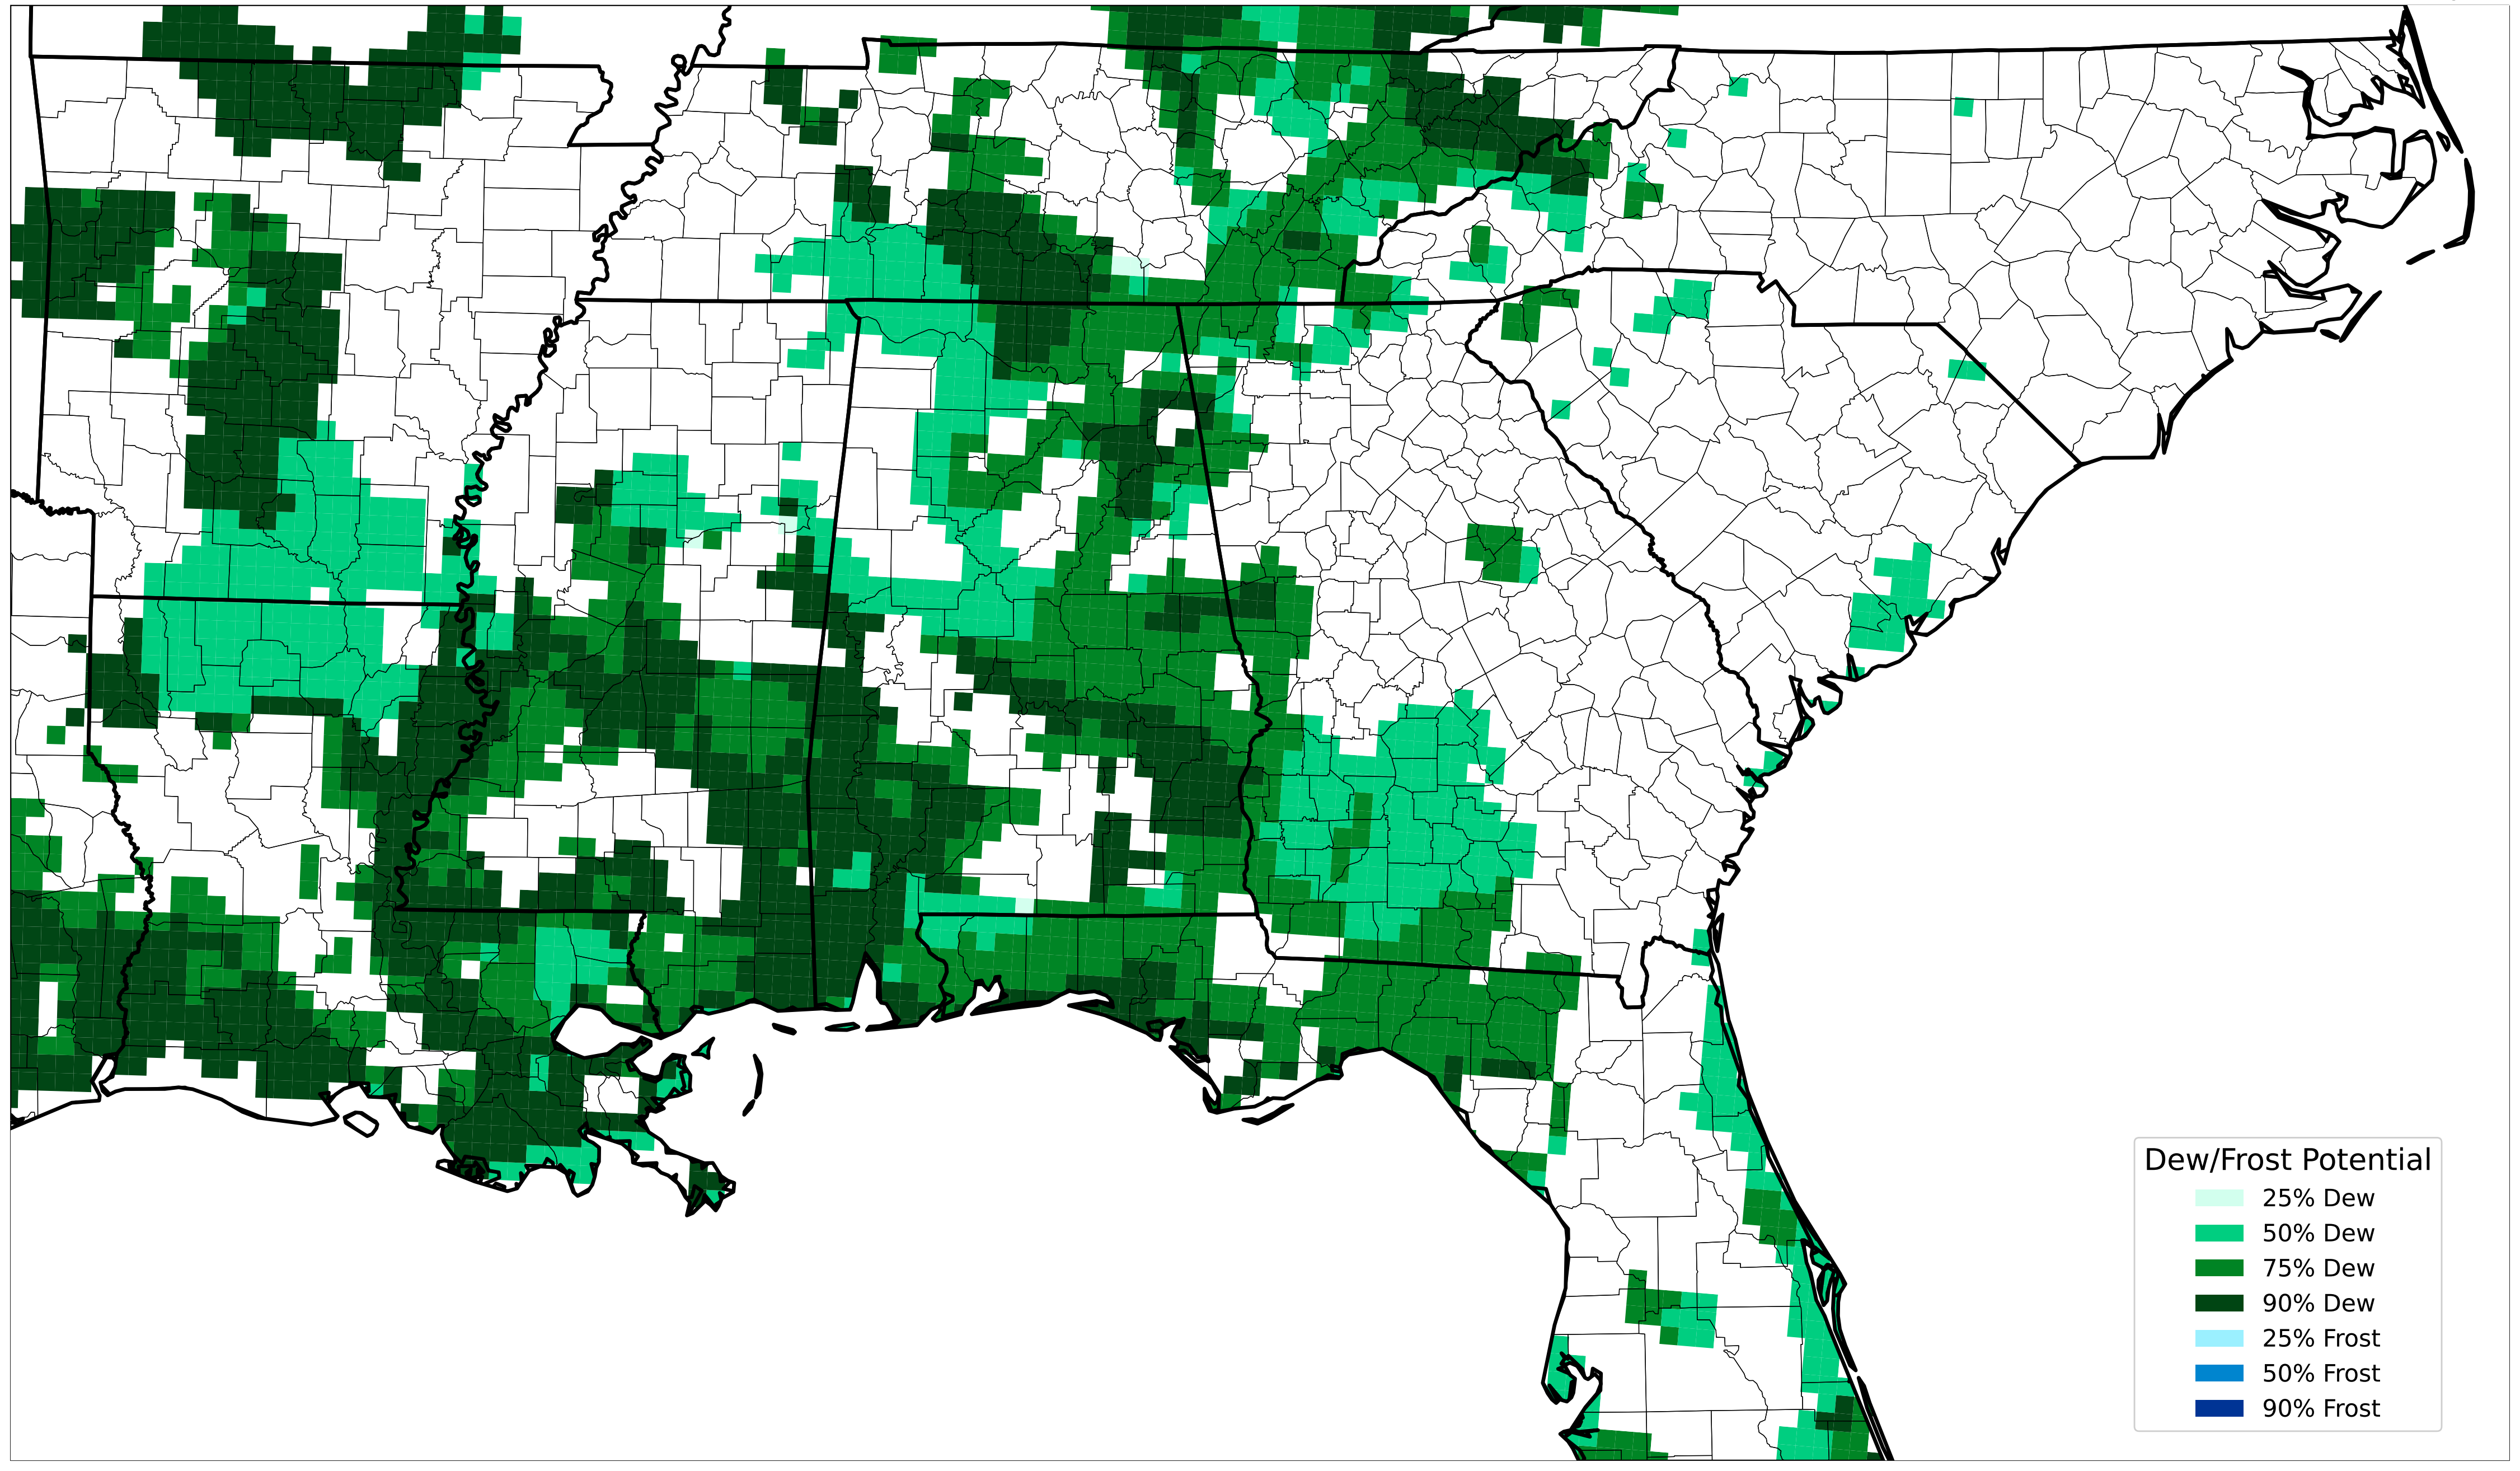 Dew/Frost Potential
25% Dew
50% Dew
75% Dew
90% Dew
25% Frost
50% Frost
90% Frost